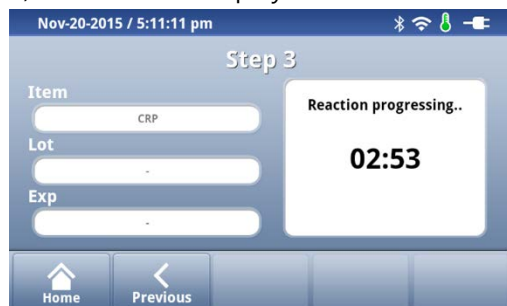 Nov-20-2015 / 5:11:11 pm
Step 3
Item
CRP
Lot
-
Exp
-
Reaction progressing..
02:53
Home
Previous